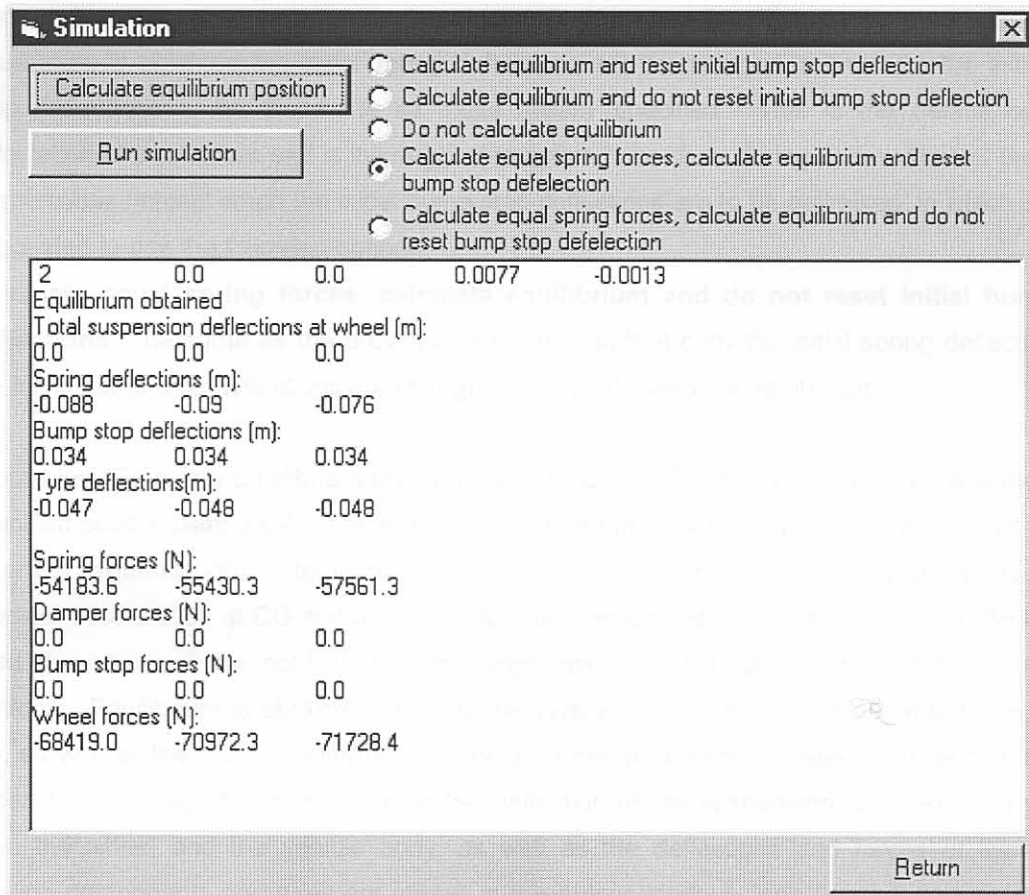 Simulation
Calculate equilibrium position
Run simulation
Calculate equilibrium and reset initial bump stop deflection
Calculate equilibrium and do not reset initial bump stop deflection
Do not calculate equilibrium
Calculate equal spring forces, calculate equilibrium and reset
bump stop defelection
Calculate equal spring forces, calculate equilibrium and do not
reset bump stop defelection
2 0.0 0.0 0.0077 -0.0013
Equilibrium obtained
Total suspension deflections at wheel (m):
0.0 0.0 0.0
Spring deflections (m):
-0.088 -0.09 -0.076
Bump stop deflections (m):
0.034 0.034 0.034
Tyre deflections(m):
-0.047 -0.048 -0.048
Spring forces (N):
-54183.6 -55430.3 -57561.3
Damper forces (N):
0.0 0.0 0.0
Bump stop forces (N):
0.0 0.0 0.0
Wheel forces (N):
-68419.0 -70972.3 -71728.4
Return